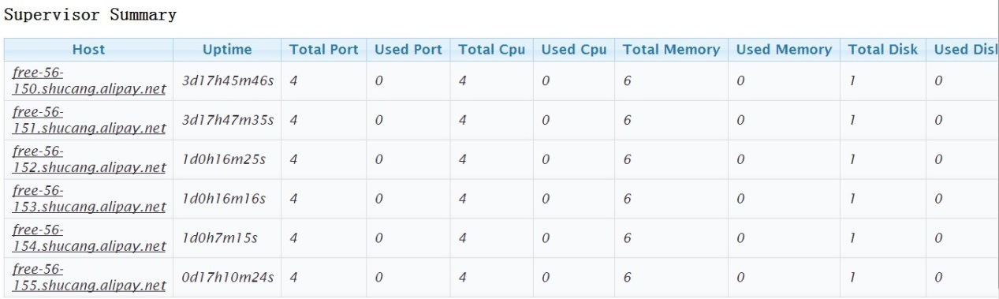 Supervisor Summary
Host Uptime Total Port Used Port Total Cpu Used Cpu Total Memory Used Memory Total Disk Used
free-56-
150.shucang.alipay.net 3d17h45m46s 4 0 4 0 6 0 1 0
free-56-
151.shucang.alipay.net 3d17h47m35s 4 0 4 0 6 0 1 0
free-56-
152.shucang.alipay.net 1d0h16m25s 4 0 4 0 6 0 1 0
free-56-
153.shucang.alipay.net 1d0h16m16s 4 0 4 0 6 0 1 0
free-56-
154.shucang.alipay.net 1d0h7m15s 4 0 4 0 6 0 1 0
free-56-
155.shucang.alipay.net 0d17h10m24s 4 0 4 0 6 0 1 0